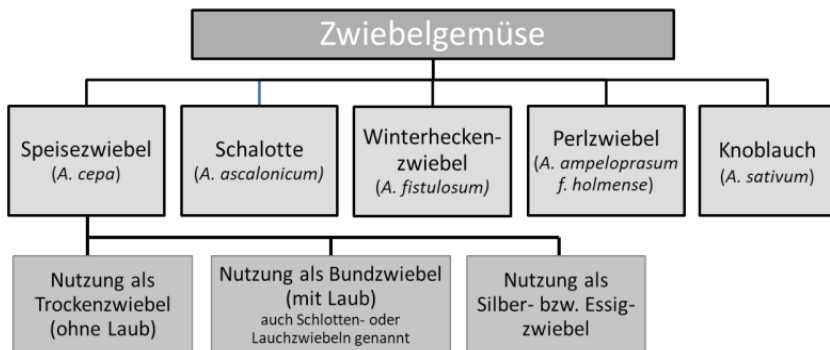 Zwiebelgemüse
Speisezwiebel
(A. cepa)
Schalotte
(A. ascalonicum)
Winterhecken-
zwiebel
(A. fistulosum)
Perlzwiebel
(A. ampeloprasum
f. holmense)
Knoblauch
(A. sativum)
Nutzung als
Trockenzwiebel
(ohne Laub)
Nutzung als Bundzwiebel
(mit Laub)
auch Schlotten- oder
Lauchzwiebeln genannt
Nutzung als
Silber- bzw. Essig-
zwiebel